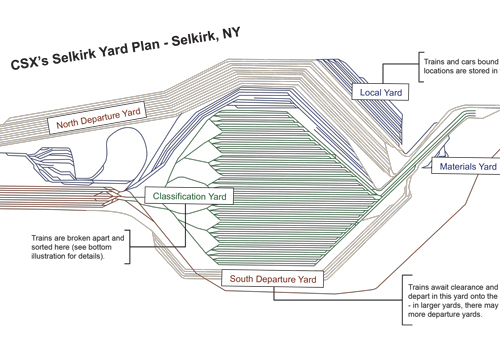 CSX's Selkirk Yard Plan - Selkirk, NY
Trains and cars bound
locations are stored in
Local Yard
North Departure Yard
Materials Yard
Classification Yard
Trains are broken apart and
sorted here (see bottom
illustration for details).
South Departure Yard
Trains await clearance and
depart in this yard onto the
- in larger yards, there may
more departure yards.